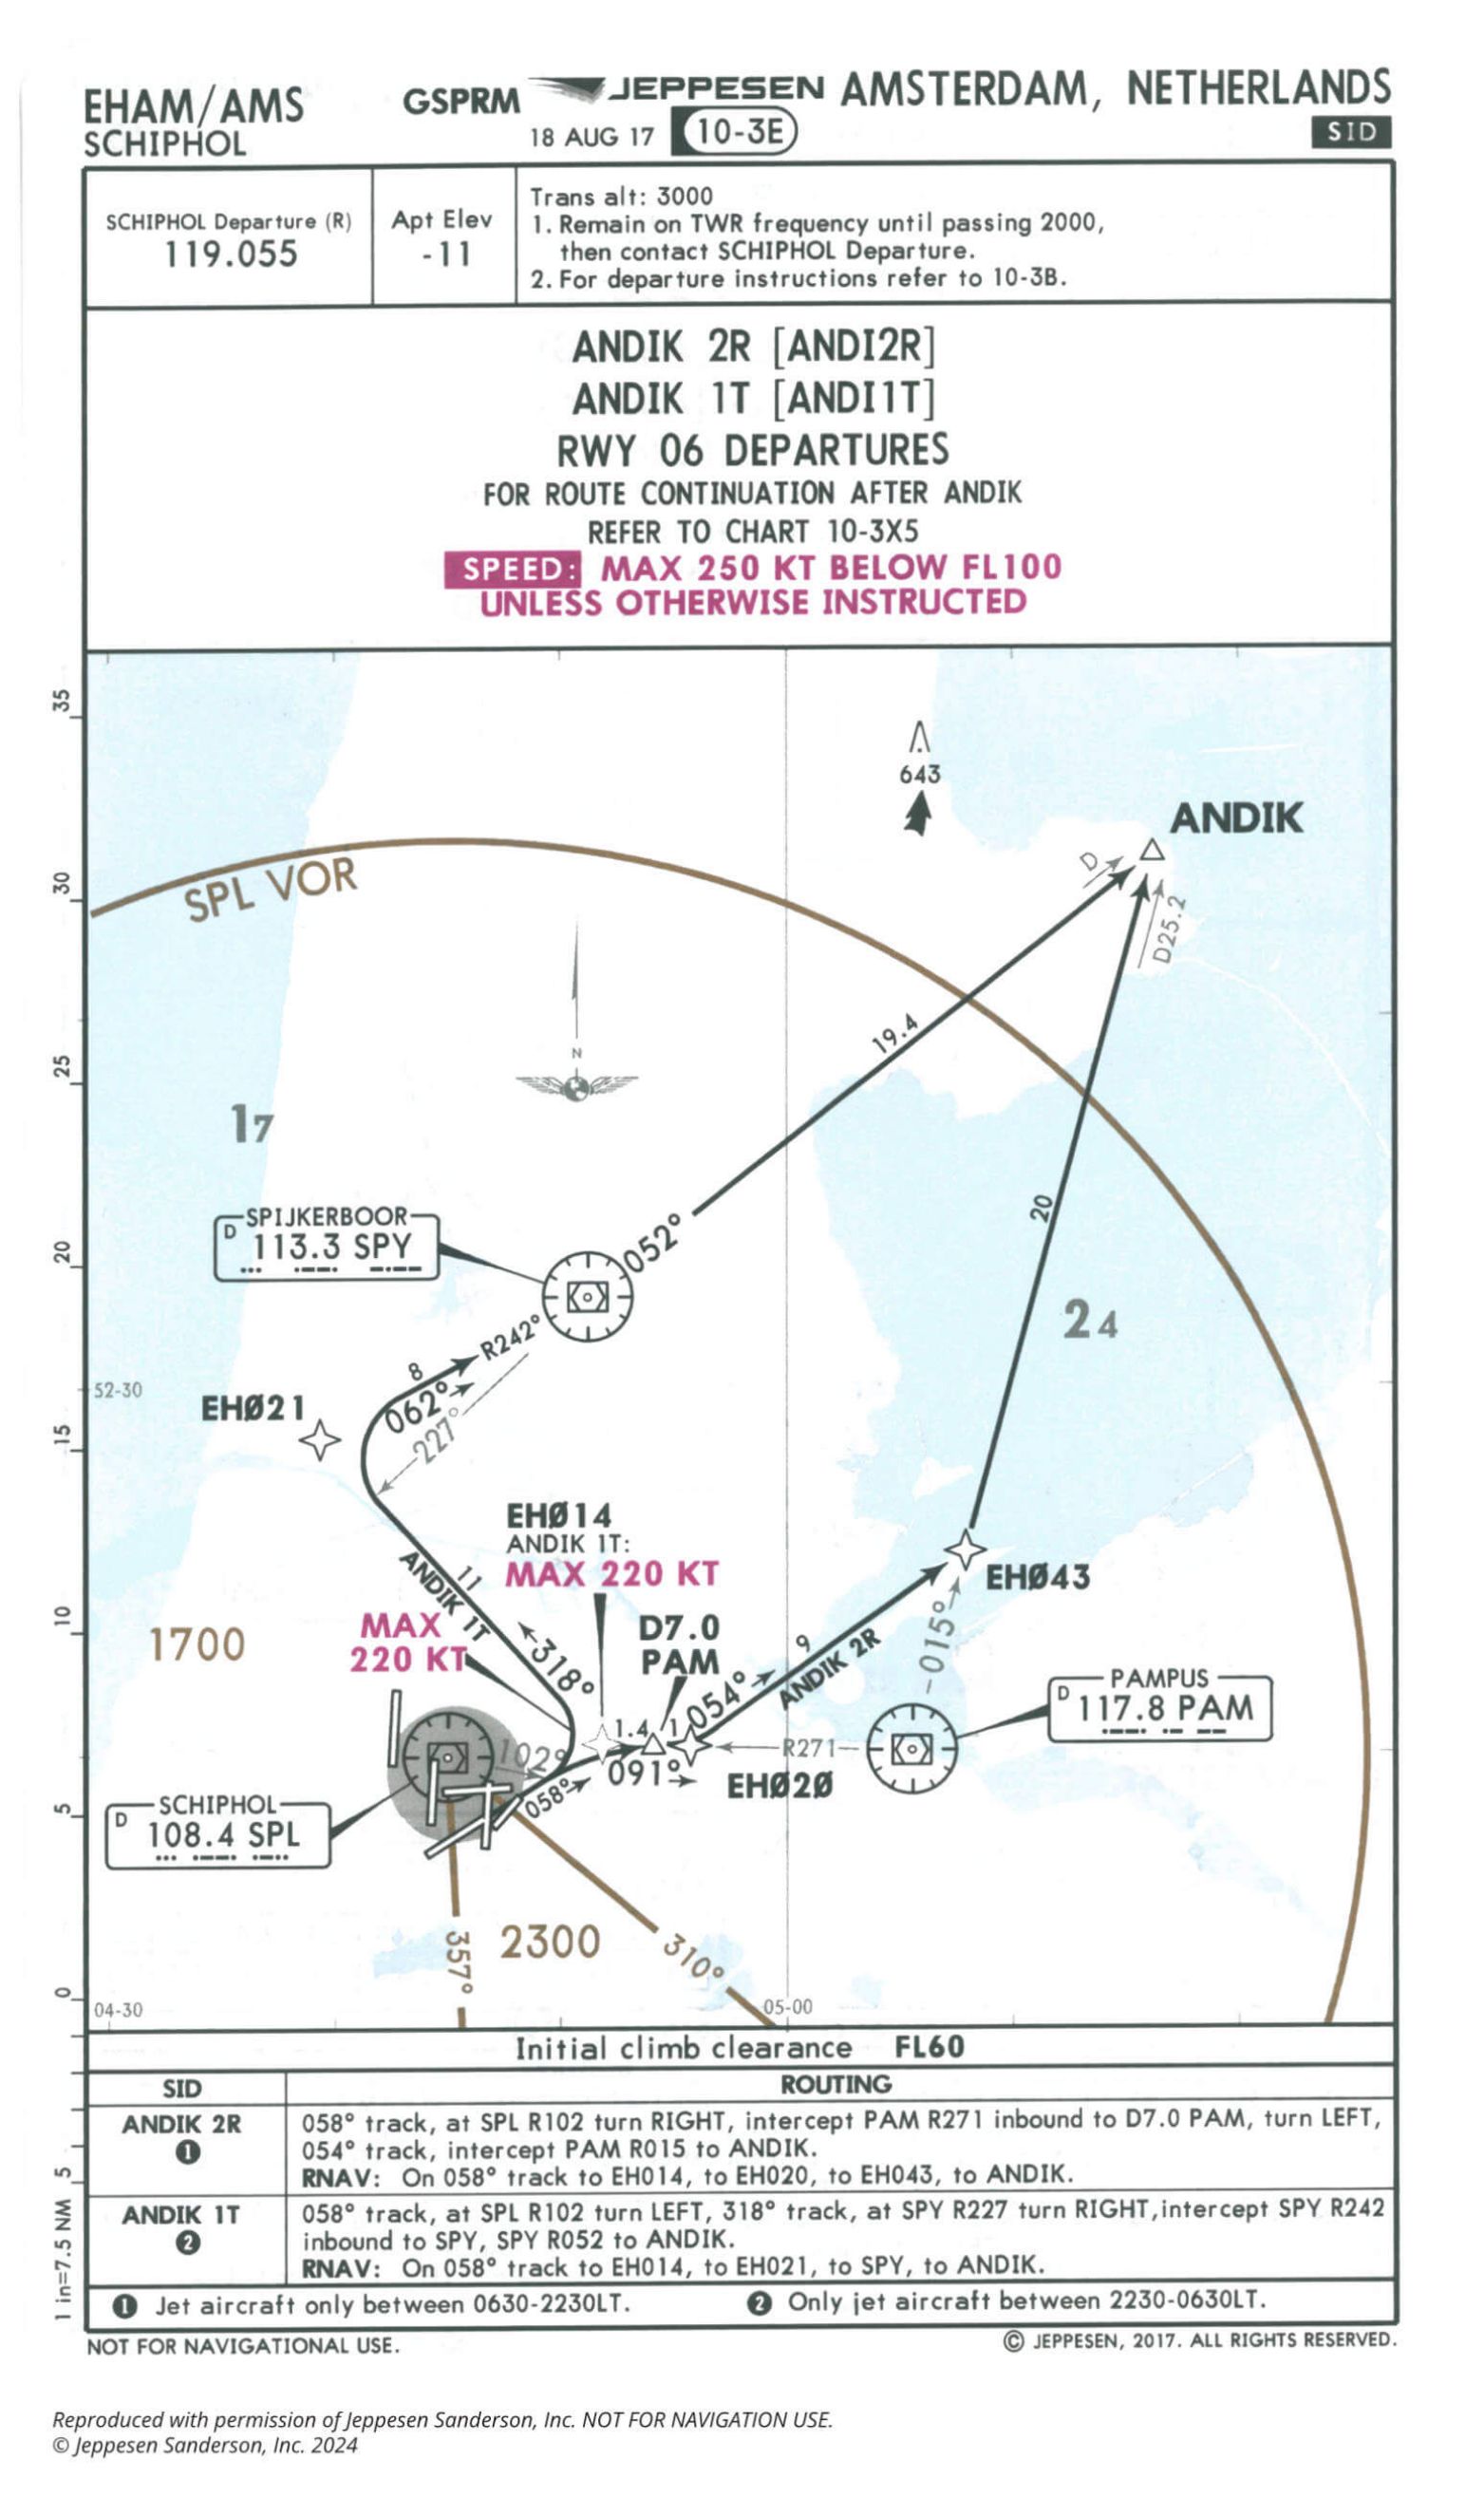 EHAM/AMS
SCHIPHOL
GSPRM
JEPPESEN
18 AUG 17
10-3E
AMSTERDAM, NETHERLANDS
SID
SCHIPHOL Departure (R)
119.055
Apt Elev
-11
Trans alt: 3000
1. Remain on TWR frequency until passing 2000,
then contact SCHIPHOL Departure.
2. For departure instructions refer to 10-3B.
ANDIK 2R [ANDI2R]
ANDIK 1T [ANDI1T]
RWY 06 DEPARTURES
FOR ROUTE CONTINUATION AFTER ANDIK
REFER TO CHART 10-3X5
SPEED: MAX 250 KT BELOW FL100
UNLESS OTHERWISE INSTRUCTED
35
643
ANDIK
D
30
SPL VOR
D25.2
N
19.4
25
17
20
SPIJKERBOOR
D 113.3 SPY
052°
20
24
R242°
8
062°
227°
52-30
EHØ21
15
EHØ14
ANDIK 1T:
MAX 220 KT
11
ANDIK 1T
EHØ43
015°
10
1700
MAX
220 KT
318°
D7.0
PAM
9
ANDIK 2R
054°
PAMPUS
D 117.8 PAM
1.4
1
102°
R271
091°
EHØ2Ø
058°
5
SCHIPHOL
D 108.4 SPL
2300
357°
310°
0
04-30
05-00
Initial climb clearance FL60
SID
ROUTING
ANDIK 2R
1
058° track, at SPL R102 turn RIGHT, intercept PAM R271 inbound to D7.0 PAM, turn LEFT,
054° track, intercept PAM R015 to ANDIK.
RNAV: On 058° track to EH014, to EH020, to EH043, to ANDIK.
ANDIK 1T
2
058° track, at SPL R102 turn LEFT, 318° track, at SPY R227 turn RIGHT,intercept SPY R242
inbound to SPY, SPY R052 to ANDIK.
RNAV: On 058° track to EH014, to EH021, to SPY, to ANDIK.
5
1 in=7.5 NM
1 Jet aircraft only between 0630-2230LT.
2 Only jet aircraft between 2230-0630LT.
NOT FOR NAVIGATIONAL USE.
© JEPPESEN, 2017. ALL RIGHTS RESERVED.
Reproduced with permission of Jeppesen Sanderson, Inc. NOT FOR NAVIGATION USE.
© Jeppesen Sanderson, Inc. 2024